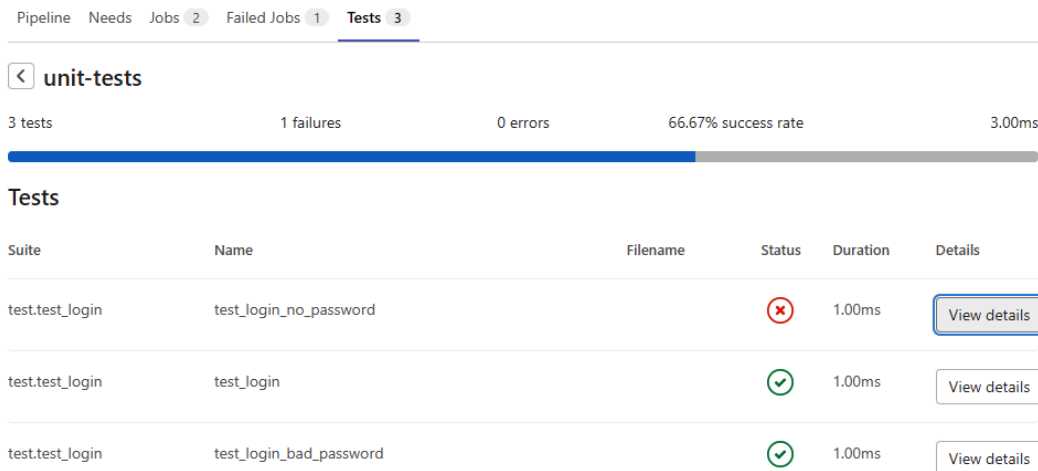 Pipeline Needs Jobs 2 Failed Jobs 1 Tests 3
unit-tests
3 tests 1 failures 0 errors 66.67% success rate 3.00ms
Tests
Suite Name Filename Status Duration Details
test.test_login test_login_no_password 1.00ms View details
test.test_login test_login 1.00ms View details
test.test_login test_login_bad_password 1.00ms View details